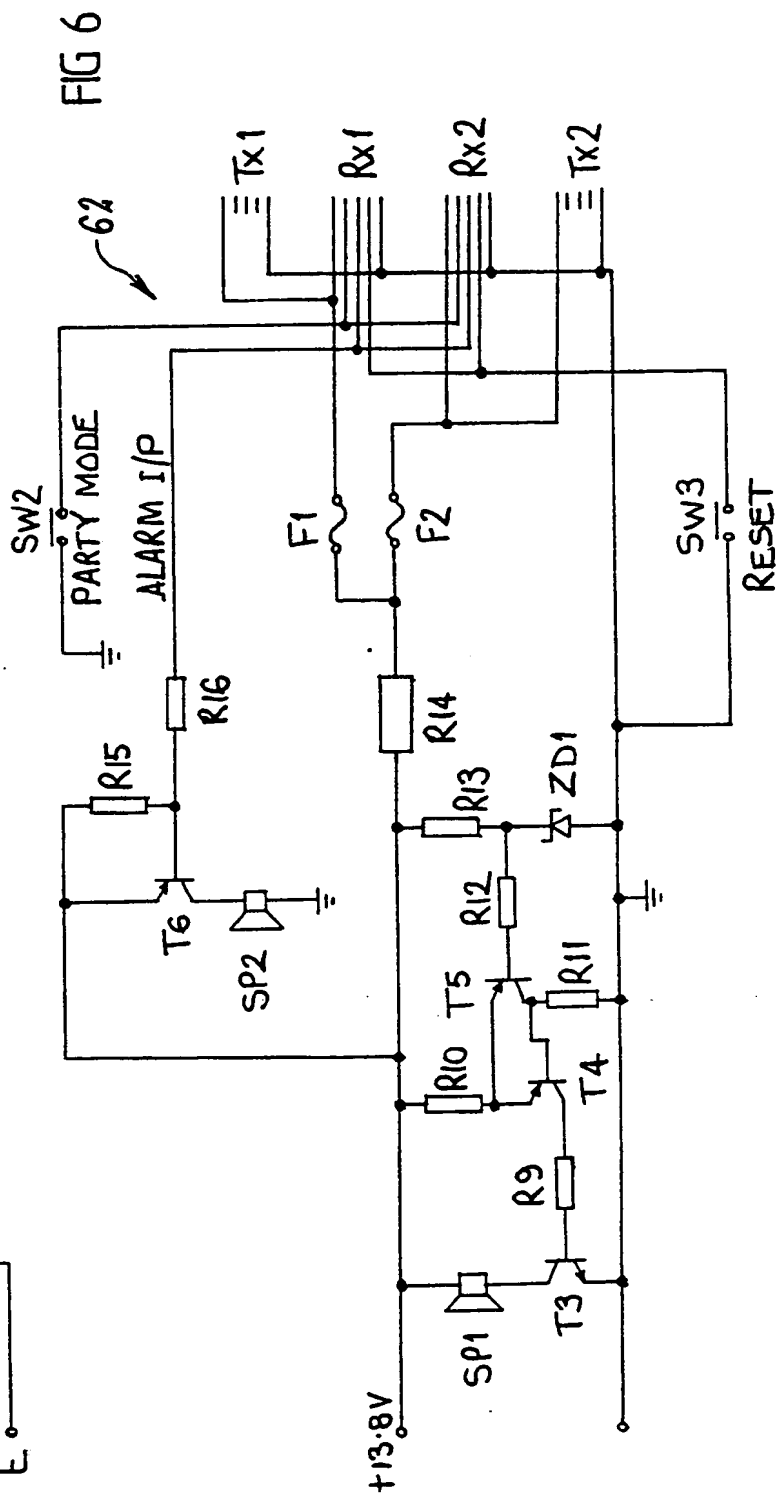 FIG 6
62
SW2
PARTY MODE
ALARM I/P
Tx1
Rx1
Rx2
Tx2
R15
R16
T6
SP2
F1
F2
R14
R13
ZD1
R12
T5
R11
R10
T4
R9
SP1
T3
SW3
RESET
+13.8V
E